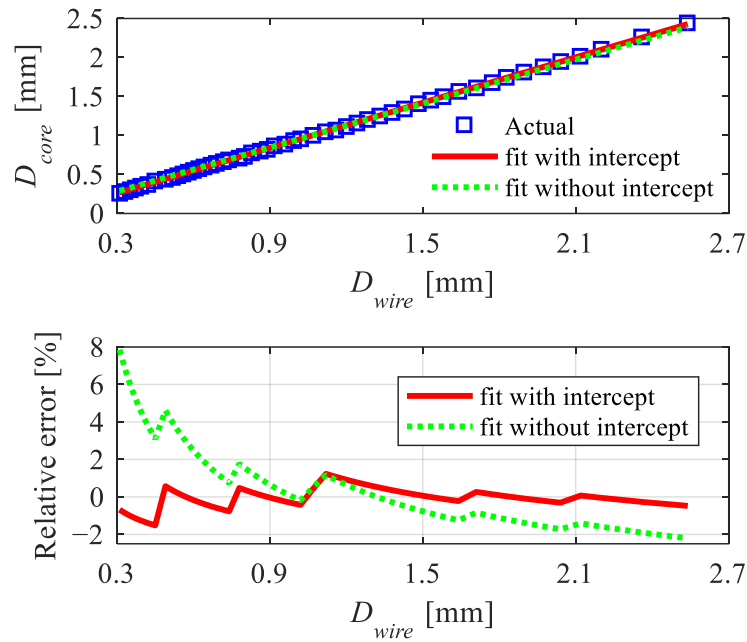 2.5
2
1.5
1
0.5
0
D_core [mm]
Actual
fit with intercept
fit without intercept
0.3 0.9 1.5 2.1 2.7
D_wire [mm]
8
6
4
2
0
−2
Relative error [%]
fit with intercept
fit without intercept
0.3 0.9 1.5 2.1 2.7
D_wire [mm]